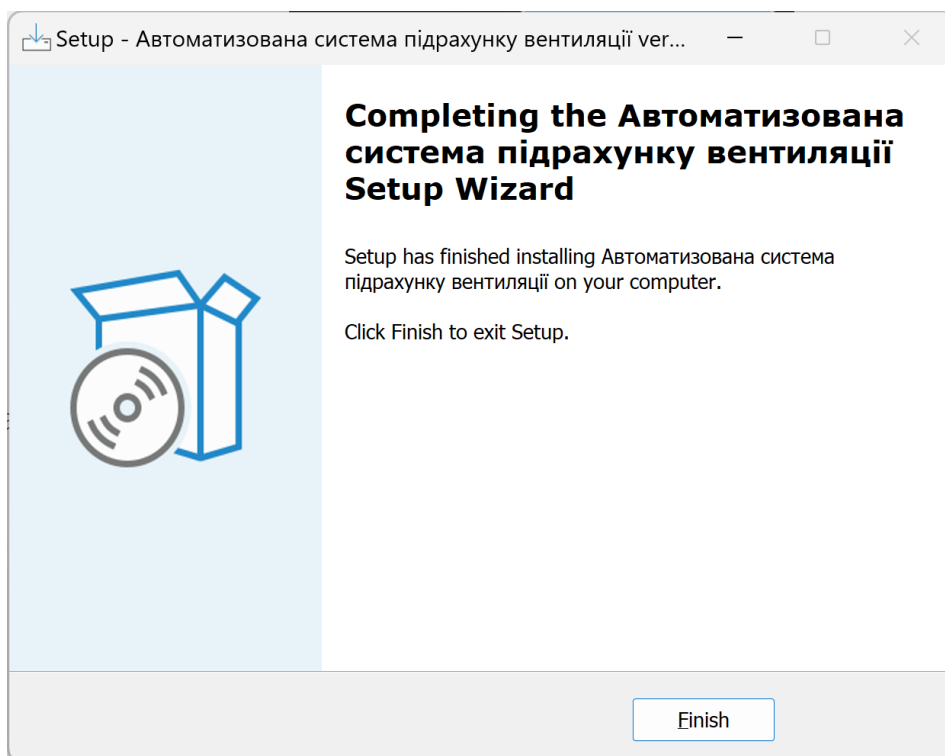 Setup - Автоматизована система підрахунку вентиляції ver...
Completing the Автоматизована
система підрахунку вентиляції
Setup Wizard
Setup has finished installing Автоматизована система
підрахунку вентиляції on your computer.
Click Finish to exit Setup.
Finish